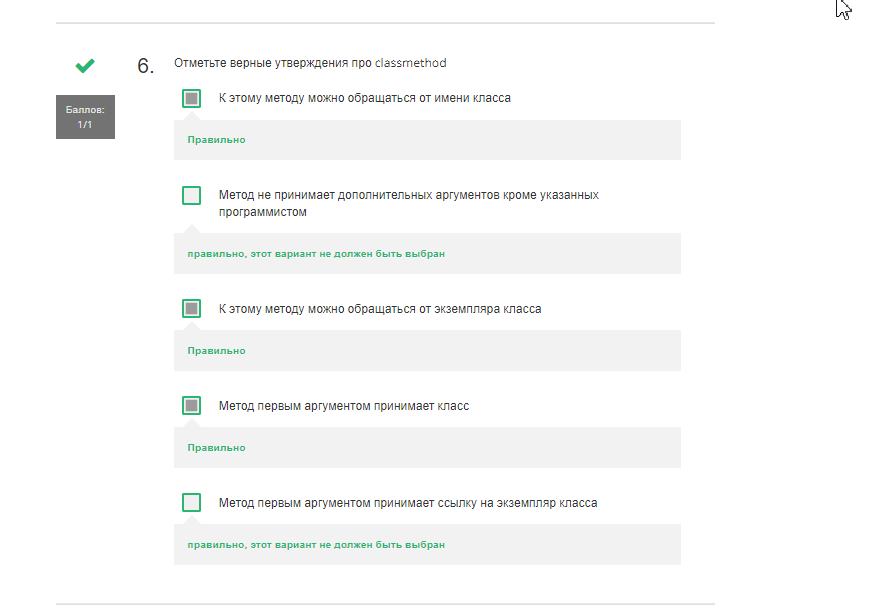 6. Отметьте верные утверждения про classmethod
Баллов:
1/1
К этому методу можно обращаться от имени класса
Правильно
Метод не принимает дополнительных аргументов кроме указанных
программистом
правильно, этот вариант не должен быть выбран
К этому методу можно обращаться от экземпляра класса
Правильно
Метод первым аргументом принимает класс
Правильно
Метод первым аргументом принимает ссылку на экземпляр класса
правильно, этот вариант не должен быть выбран